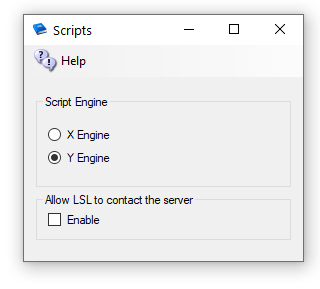 Scripts
Help
Script Engine
X Engine
Y Engine
Allow LSL to contact the server
Enable